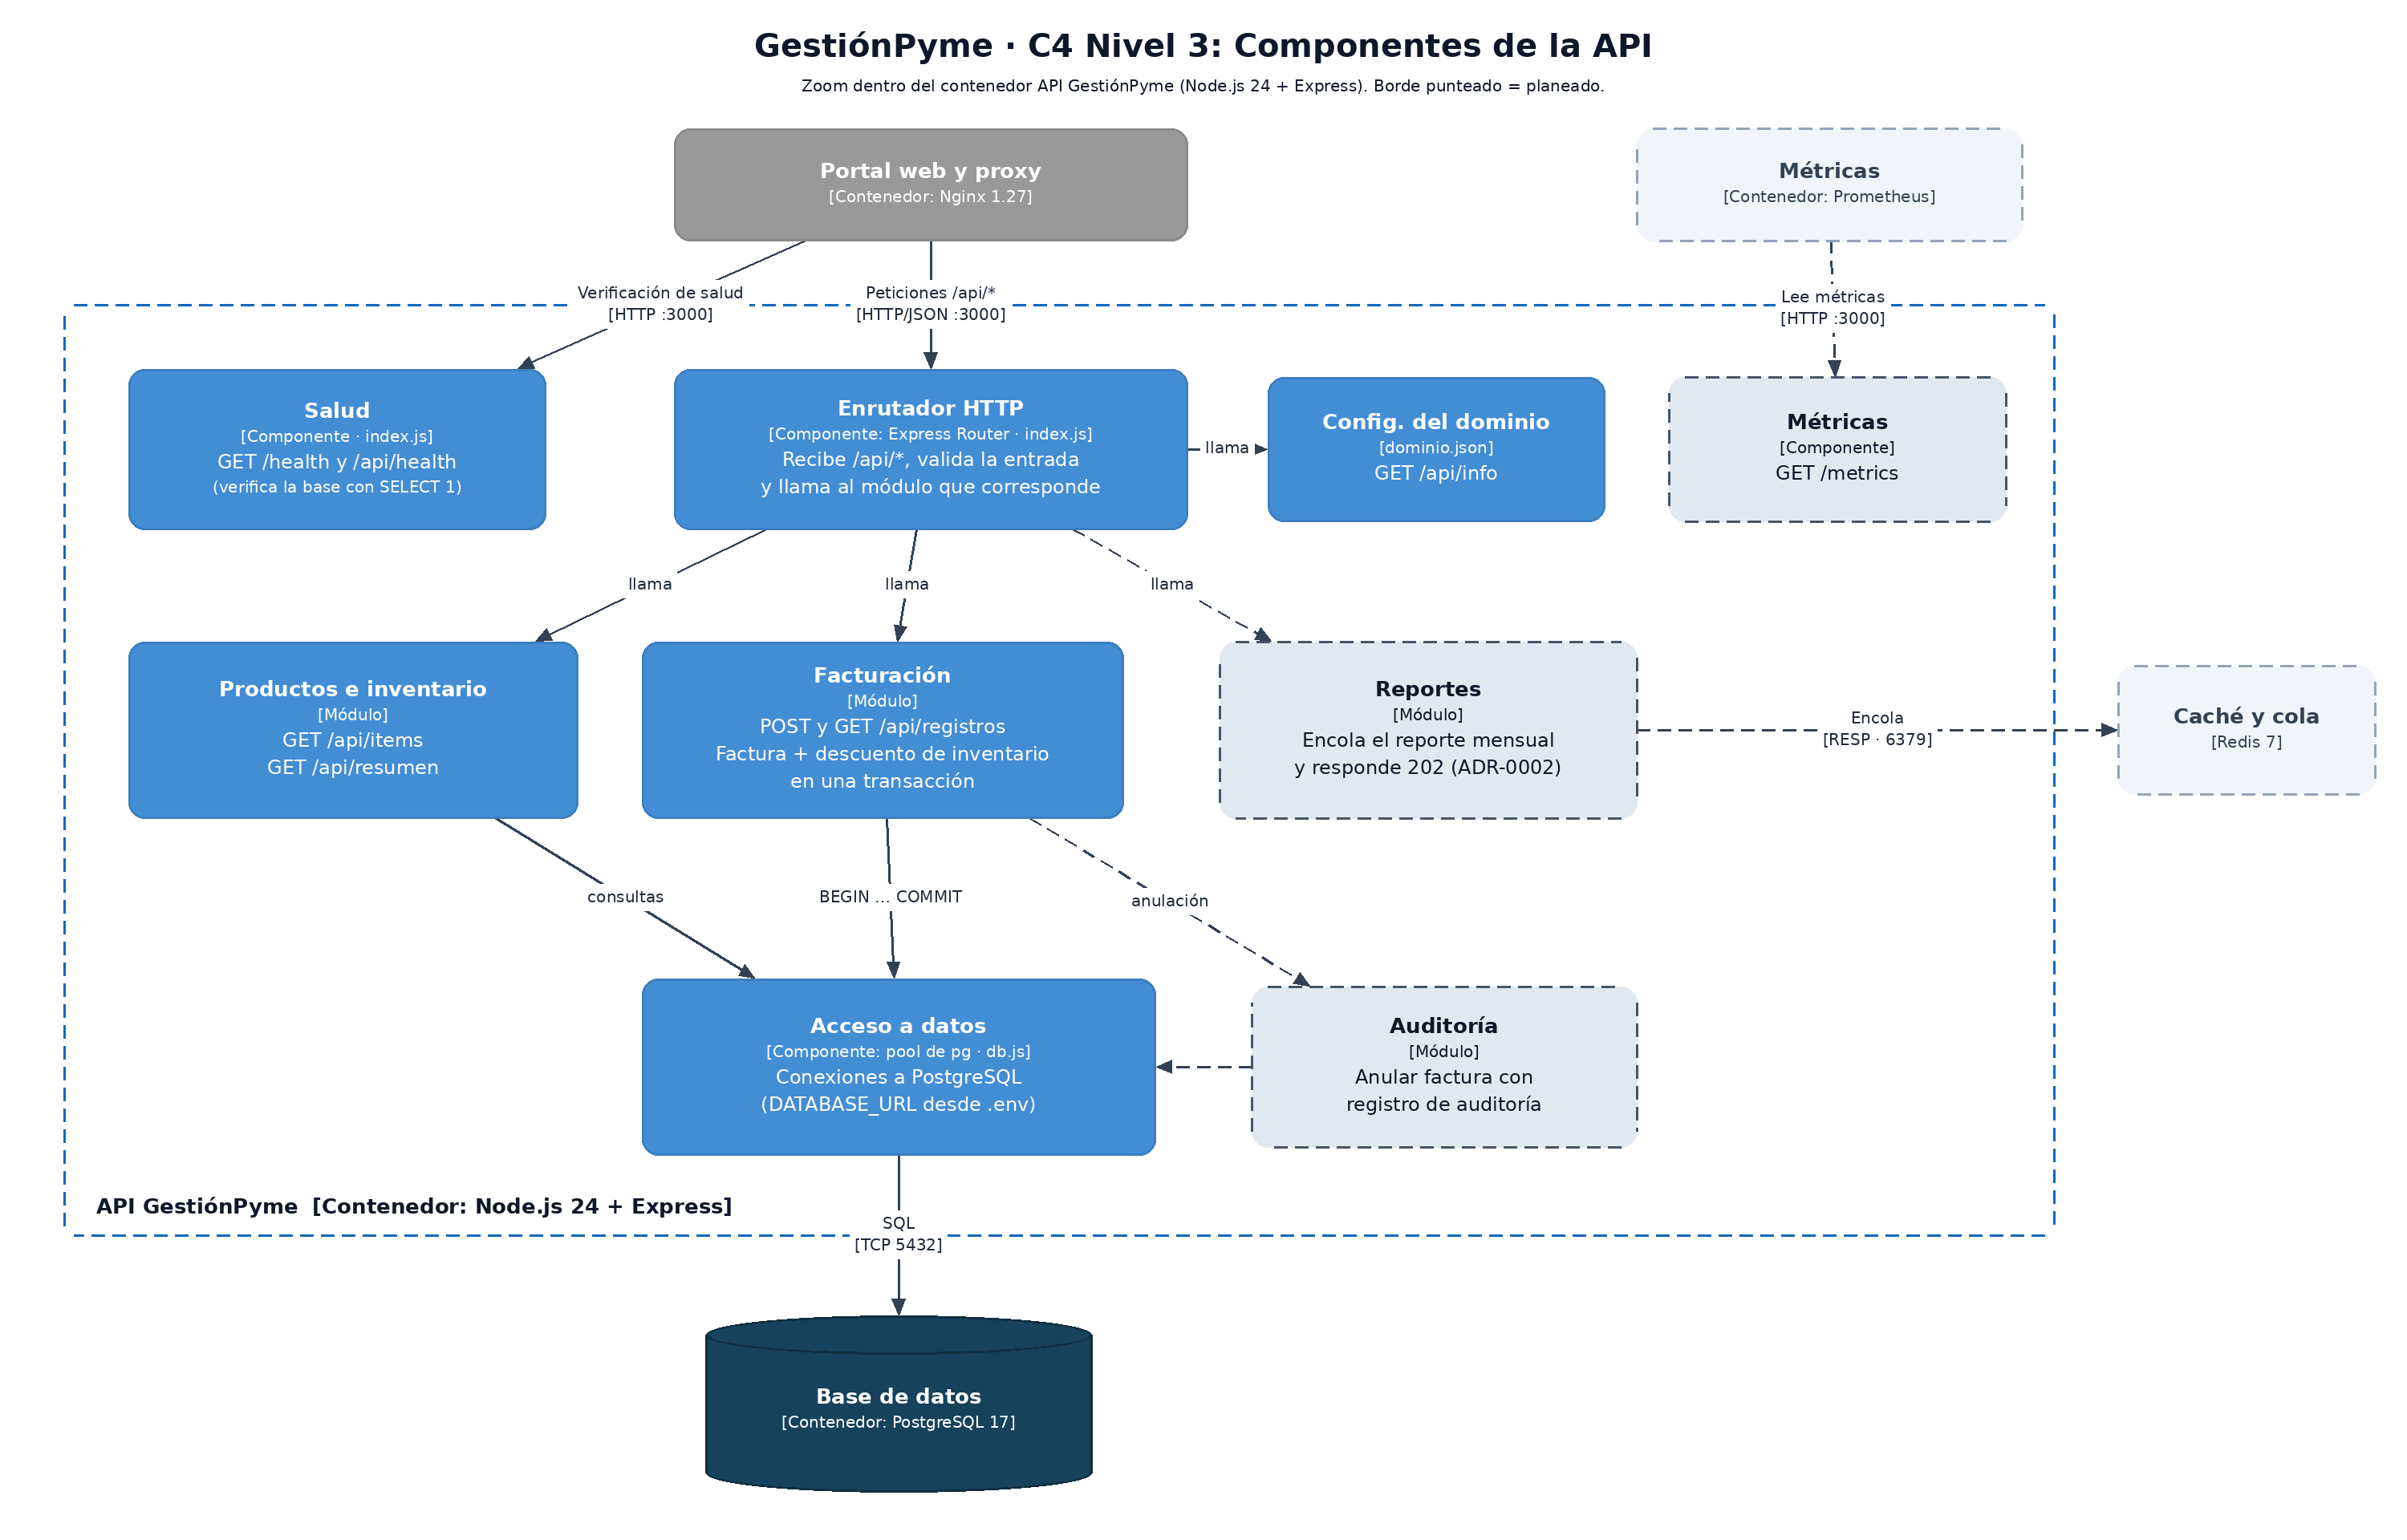 GestiónPyme · C4 Nivel 3: Componentes de la API
Zoom dentro del contenedor API GestiónPyme (Node.js 24 + Express). Borde punteado = planeado.
Portal web y proxy
[Contenedor: Nginx 1.27]
Métricas
[Contenedor: Prometheus]
Verificación de salud
[HTTP :3000]
Peticiones /api/*
[HTTP/JSON :3000]
Lee métricas
[HTTP :3000]
Salud
[Componente · index.js]
GET /health y /api/health
(verifica la base con SELECT 1)
Enrutador HTTP
[Componente: Express Router · index.js]
Recibe /api/*, valida la entrada
y llama al módulo que corresponde
llama
Config. del dominio
[dominio.json]
GET /api/info
Métricas
[Componente]
GET /metrics
llama
llama
llama
Productos e inventario
[Módulo]
GET /api/items
GET /api/resumen
Facturación
[Módulo]
POST y GET /api/registros
Factura + descuento de inventario
en una transacción
Reportes
[Módulo]
Encola el reporte mensual
y responde 202 (ADR-0002)
Encola
[RESP · 6379]
Caché y cola
[Redis 7]
consultas
BEGIN ... COMMIT
anulación
Acceso a datos
[Componente: pool de pg · db.js]
Conexiones a PostgreSQL
(DATABASE_URL desde .env)
Auditoría
[Módulo]
Anular factura con
registro de auditoría
API GestiónPyme  [Contenedor: Node.js 24 + Express]
SQL
[TCP 5432]
Base de datos
[Contenedor: PostgreSQL 17]